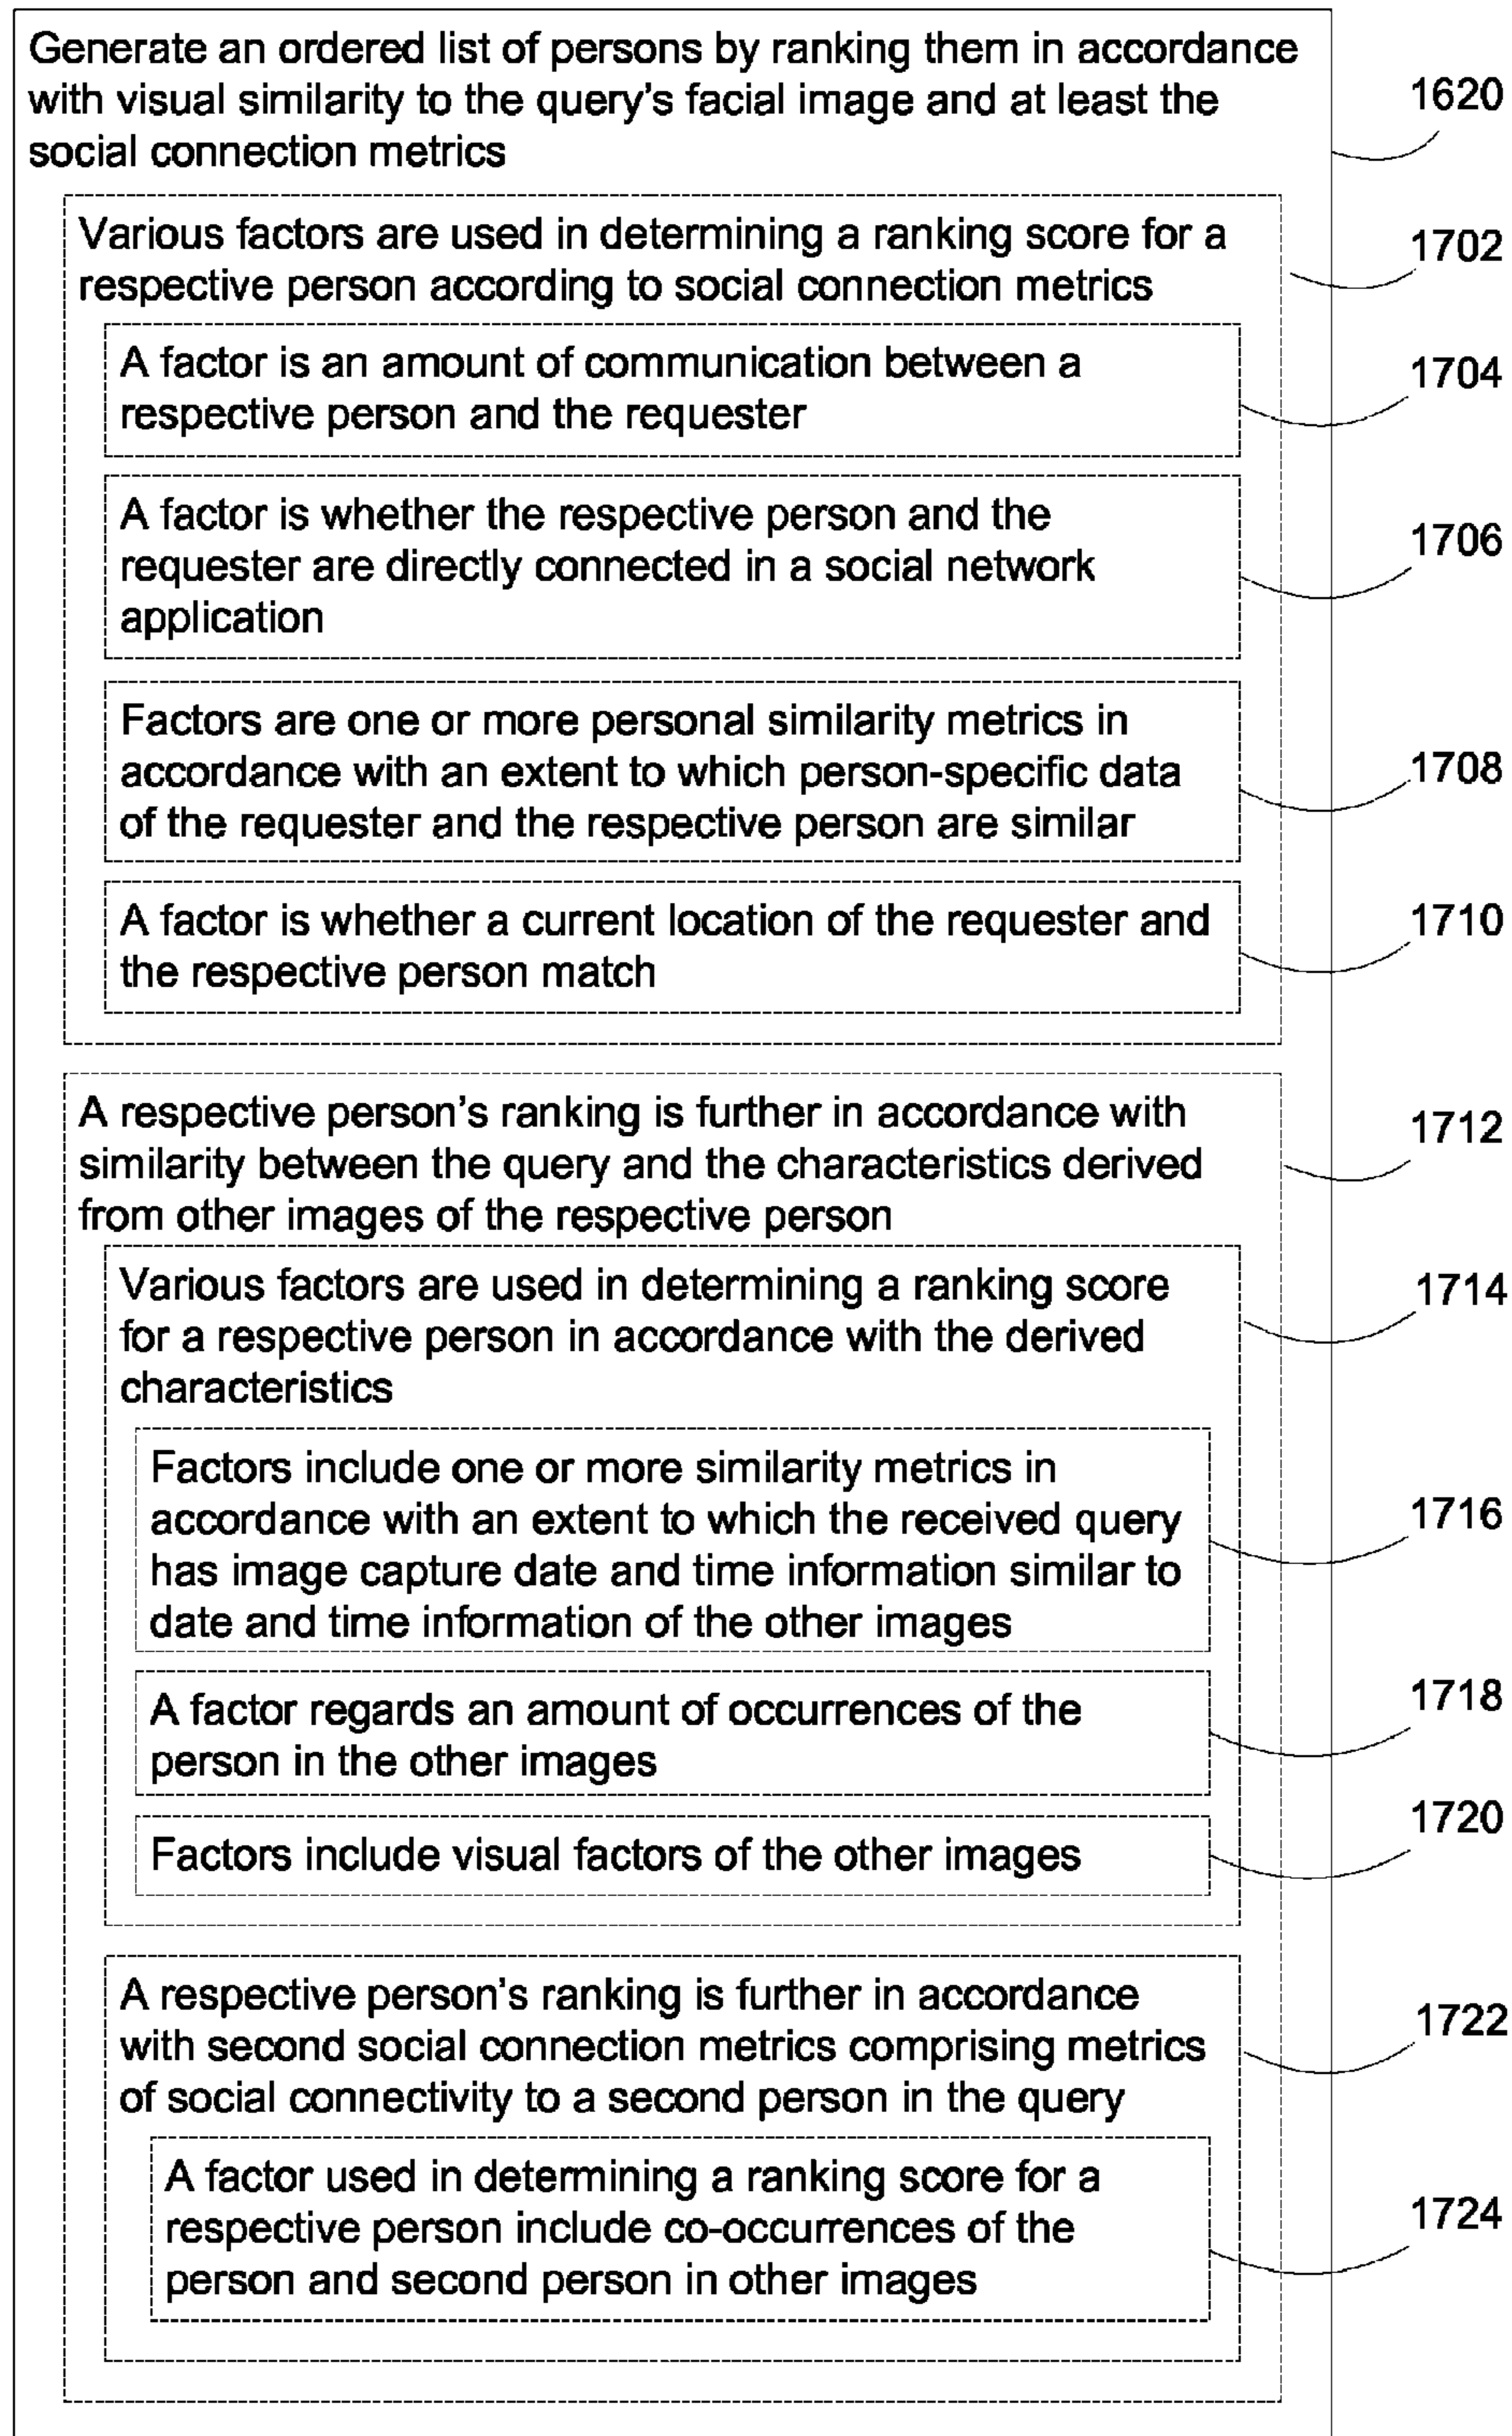 Generate an ordered list of persons by ranking them in accordance
with visual similarity to the query's facial image and at least the
social connection metrics
1620
Various factors are used in determining a ranking score for a
respective person according to social connection metrics
1702
A factor is an amount of communication between a
respective person and the requester
1704
A factor is whether the respective person and the
requester are directly connected in a social network
application
1706
Factors are one or more personal similarity metrics in
accordance with an extent to which person-specific data
of the requester and the respective person are similar
1708
A factor is whether a current location of the requester and
the respective person match
1710
A respective person's ranking is further in accordance with
similarity between the query and the characteristics derived
from other images of the respective person
1712
Various factors are used in determining a ranking score
for a respective person in accordance with the derived
characteristics
1714
Factors include one or more similarity metrics in
accordance with an extent to which the received query
has image capture date and time information similar to
date and time information of the other images
1716
A factor regards an amount of occurrences of the
person in the other images
1718
Factors include visual factors of the other images
1720
A respective person's ranking is further in accordance
with second social connection metrics comprising metrics
of social connectivity to a second person in the query
1722
A factor used in determining a ranking score for a
respective person include co-occurrences of the
person and second person in other images
1724